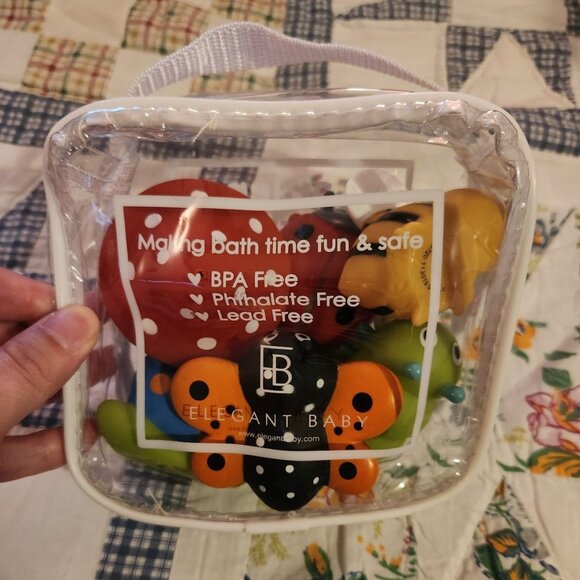 Making bath time fun & safe
BPA Free
Phthalate Free
Lead Free
EB
ELEGANT BABY
www.elegantbaby.com